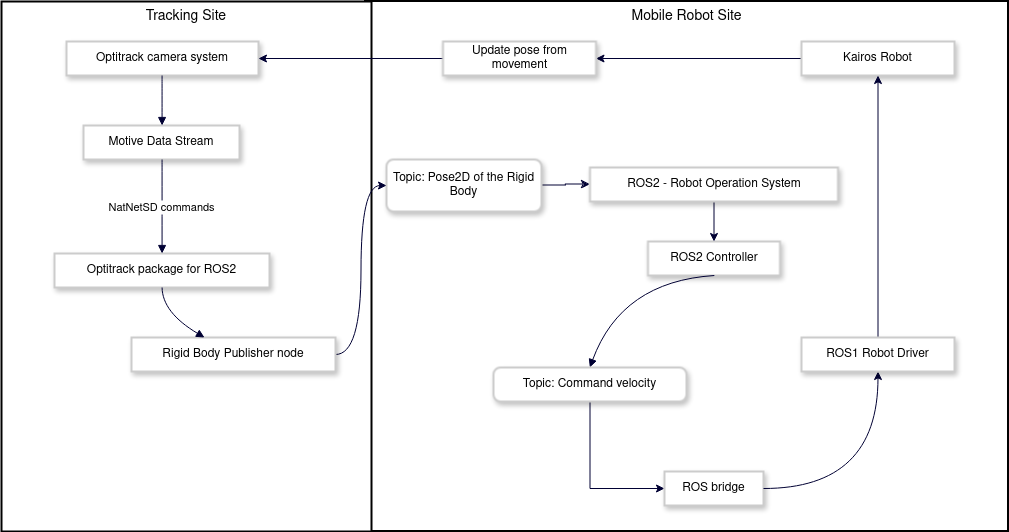 Tracking Site
Optitrack camera system
Motive Data Stream
NatNetSD commands
Optitrack package for ROS2
Rigid Body Publisher node
Mobile Robot Site
Update pose from
movement
Kairos Robot
Topic: Pose2D of the Rigid
Body
ROS2 - Robot Operation System
ROS2 Controller
Topic: Command velocity
ROS1 Robot Driver
ROS bridge